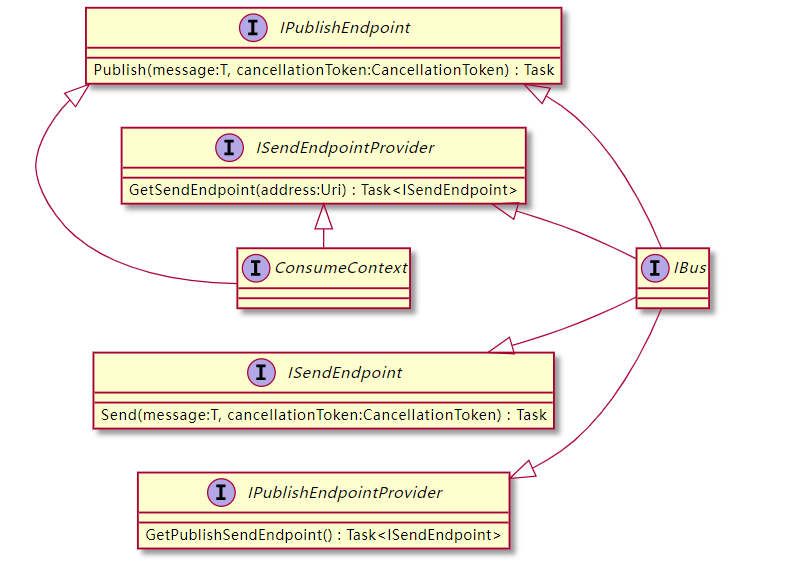 I IPublishEndpoint
Publish(message:T, cancellationToken:CancellationToken) : Task
I ISendEndpointProvider
GetSendEndpoint(address:Uri) : Task<ISendEndpoint>
I ConsumeContext
I IBus
I ISendEndpoint
Send(message:T, cancellationToken:CancellationToken) : Task
I IPublishEndpointProvider
GetPublishSendEndpoint() : Task<ISendEndpoint>